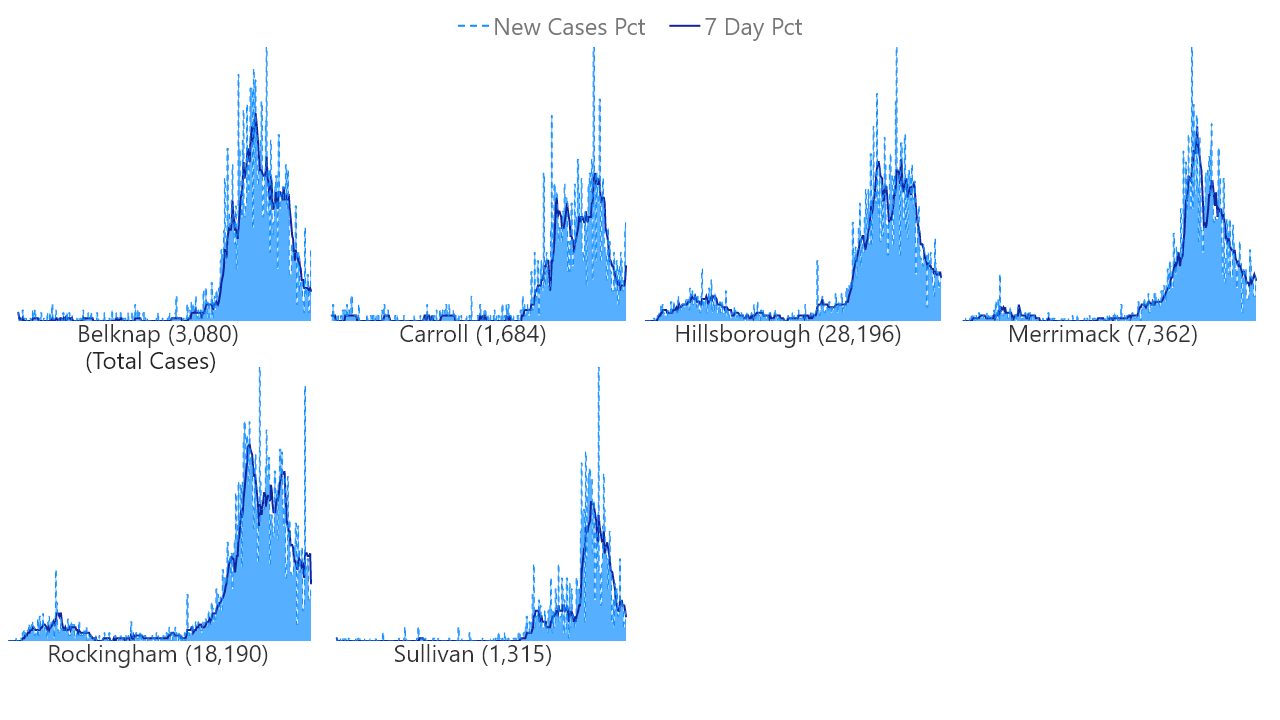 New Cases Pct 7 Day Pct
Belknap (3,080)
(Total Cases)
Carroll (1,684)
Hillsborough (28,196)
Merrimack (7,362)
Rockingham (18,190)
Sullivan (1,315)